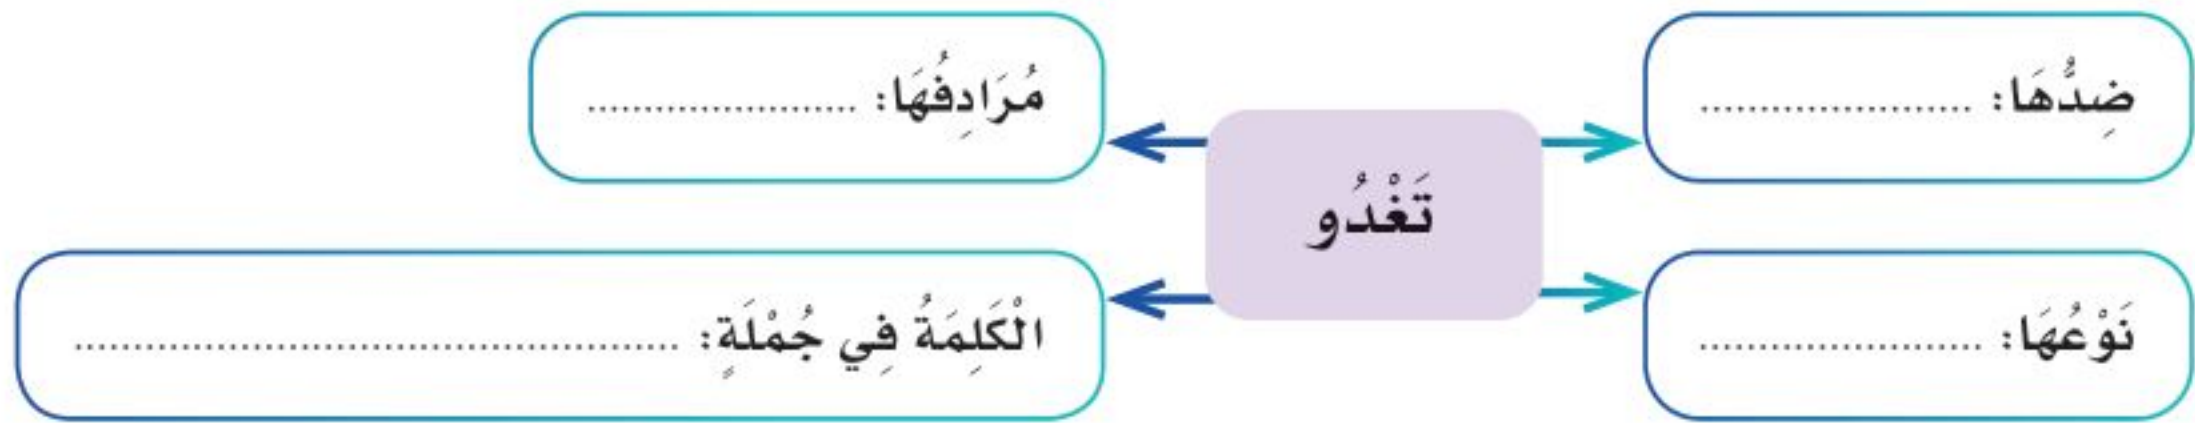 ضِدُّهَا: ......................
مُرَادِفُهَا: ......................
تَغْدُو
نَوْعُهَا: ......................
الْكَلِمَةُ فِي جُمْلَةٍ: ..................................................